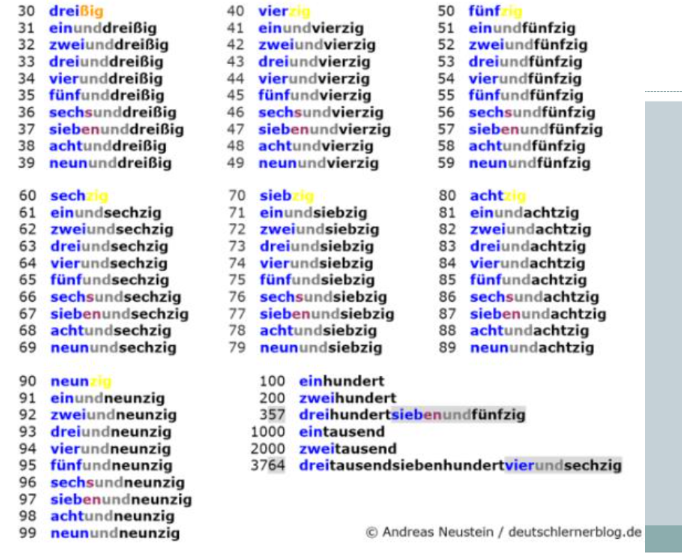 30 dreißig
31 einunddreißig
32 zweiunddreißig
33 dreiunddreißig
34 vierunddreißig
35 fünfunddreißig
36 sechsunddreißig
37 siebenunddreißig
38 achtunddreißig
39 neununddreißig
40 vierzig
41 einundvierzig
42 zweiundvierzig
43 dreiundvierzig
44 vierundvierzig
45 fünfundvierzig
46 sechsundvierzig
47 siebenundvierzig
48 achtundvierzig
49 neunundvierzig
50 fünfzig
51 einundfünfzig
52 zweiundfünfzig
53 dreiundfünfzig
54 vierundfünfzig
55 fünfundfünfzig
56 sechsundfünfzig
57 siebenundfünfzig
58 achtundfünfzig
59 neunundfünfzig
60 sechzig
61 einundsechzig
62 zweiundsechzig
63 dreiundsechzig
64 vierundsechzig
65 fünfundsechzig
66 sechsundsechzig
67 siebenundsechzig
68 achtundsechzig
69 neunundsechzig
70 siebzig
71 einundsiebzig
72 zweiundsiebzig
73 dreiundsiebzig
74 vierundsiebzig
75 fünfundsiebzig
76 sechsundsiebzig
77 siebenundsiebzig
78 achtundsiebzig
79 neunundsiebzig
80 achtzig
81 einundachtzig
82 zweiundachtzig
83 dreiundachtzig
84 vierundachtzig
85 fünfundachtzig
86 sechsundachtzig
87 siebenundachtzig
88 achtundachtzig
89 neunundachtzig
90 neunzig
91 einundneunzig
92 zweiundneunzig
93 dreiundneunzig
94 vierundneunzig
95 fünfundneunzig
96 sechsundneunzig
97 siebenundneunzig
98 achtundneunzig
99 neunundneunzig
100 einhundert
200 zweihundert
357 dreihundertsiebenundfünfzig
1000 eintausend
2000 zweitausend
3764 dreitausendsiebenhundertvierundsechzig
© Andreas Neustein / deutschlernerblog.de